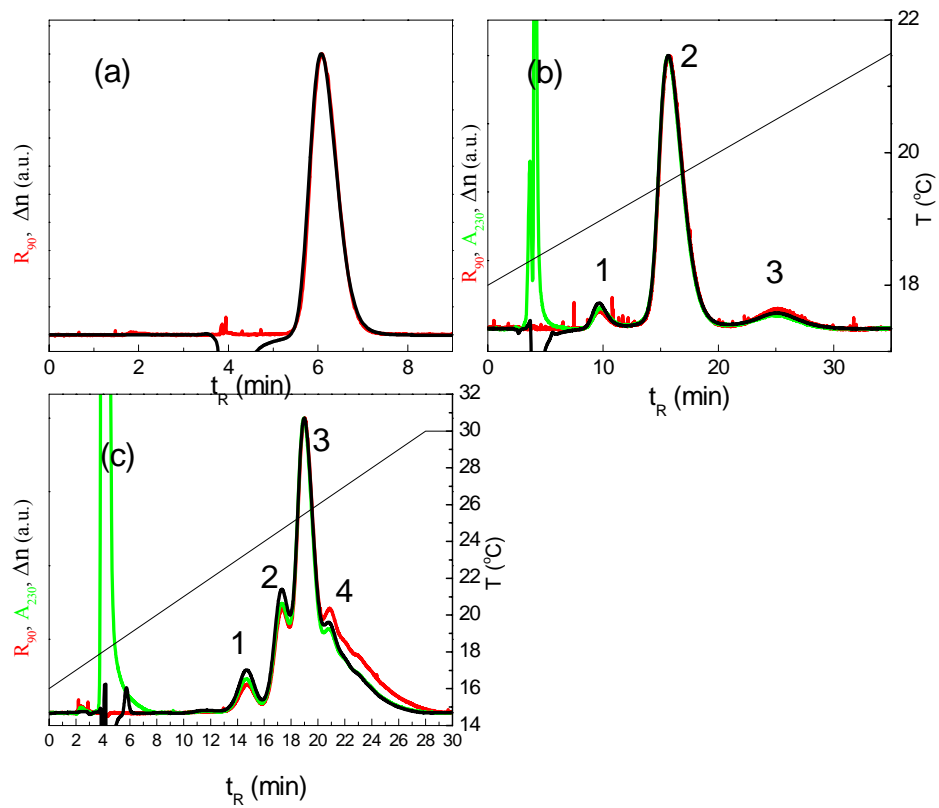 (a)
R90, Δn (a.u.)
0 2 4 6 8
tR (min)
(b)
1
2
3
R90, A230, Δn (a.u.)
22
20
18
T (oC)
0 10 20 30
tR (min)
(c)
1
2
3
4
R90, A230, Δn (a.u.)
32
30
28
26
24
22
20
18
16
14
T (oC)
0 2 4 6 8 10 12 14 16 18 20 22 24 26 28 30
tR (min)